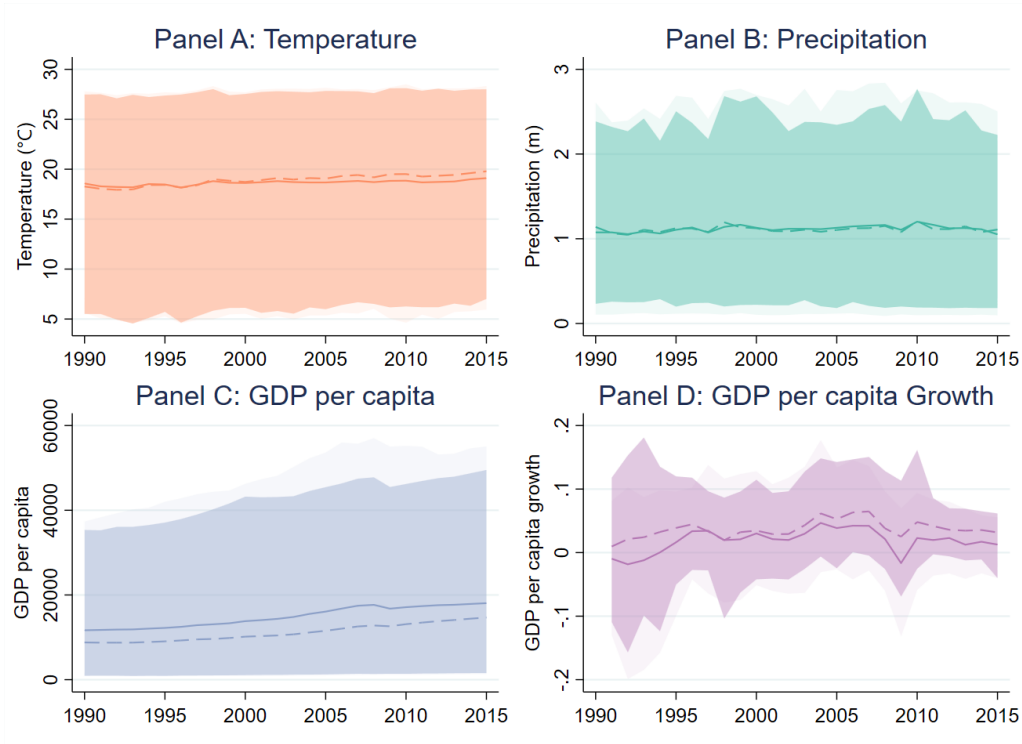 Panel A: Temperature
Temperature (°C)
30
25
20
15
10
5
1990 1995 2000 2005 2010 2015
Panel B: Precipitation
Precipitation (m)
3
2
1
0
1990 1995 2000 2005 2010 2015
Panel C: GDP per capita
GDP per capita
60000
40000
20000
0
1990 1995 2000 2005 2010 2015
Panel D: GDP per capita Growth
GDP per capita growth
.2
.1
0
-.1
-.2
1990 1995 2000 2005 2010 2015